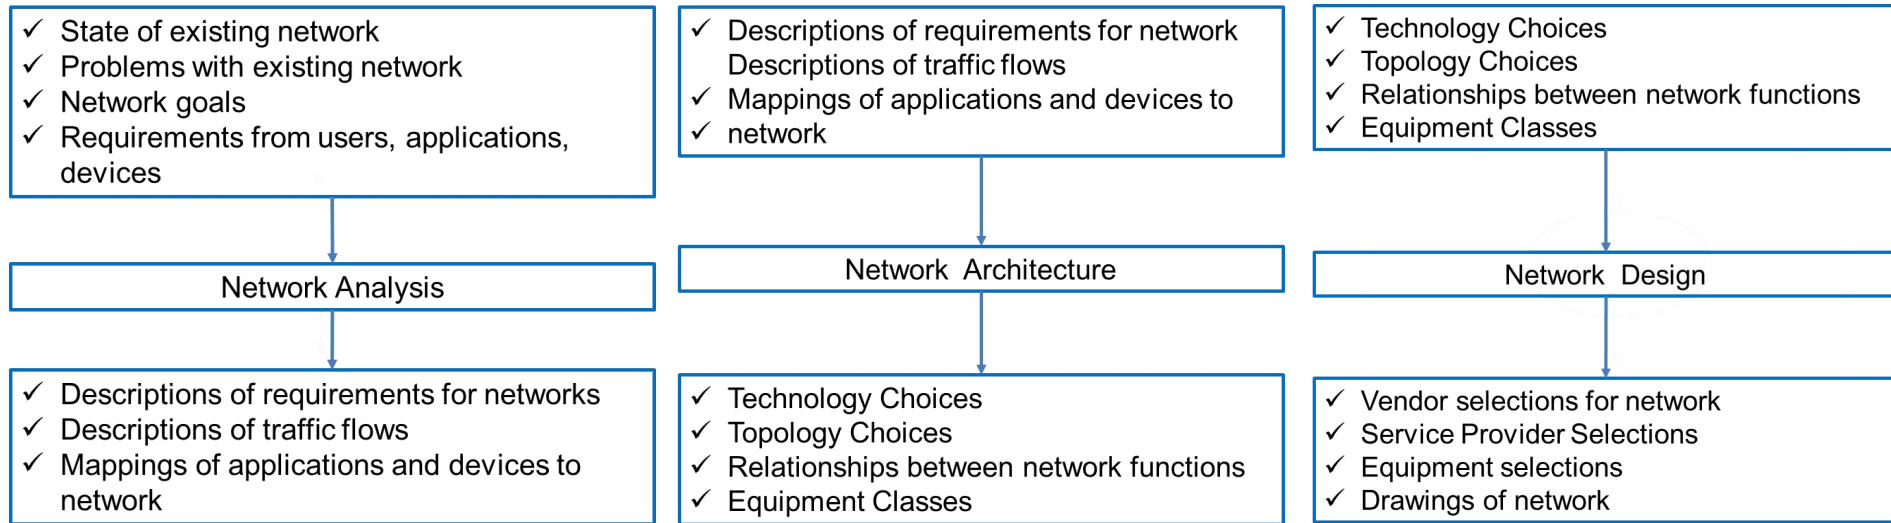 ✓ State of existing network
✓ Problems with existing network
✓ Network goals
✓ Requirements from users, applications,
devices
Network Analysis
✓ Descriptions of requirements for networks
✓ Descriptions of traffic flows
✓ Mappings of applications and devices to
network
✓ Descriptions of requirements for network
Descriptions of traffic flows
✓ Mappings of applications and devices to
✓ network
Network Architecture
✓ Technology Choices
✓ Topology Choices
✓ Relationships between network functions
✓ Equipment Classes
✓ Technology Choices
✓ Topology Choices
✓ Relationships between network functions
✓ Equipment Classes
Network Design
✓ Vendor selections for network
✓ Service Provider Selections
✓ Equipment selections
✓ Drawings of network